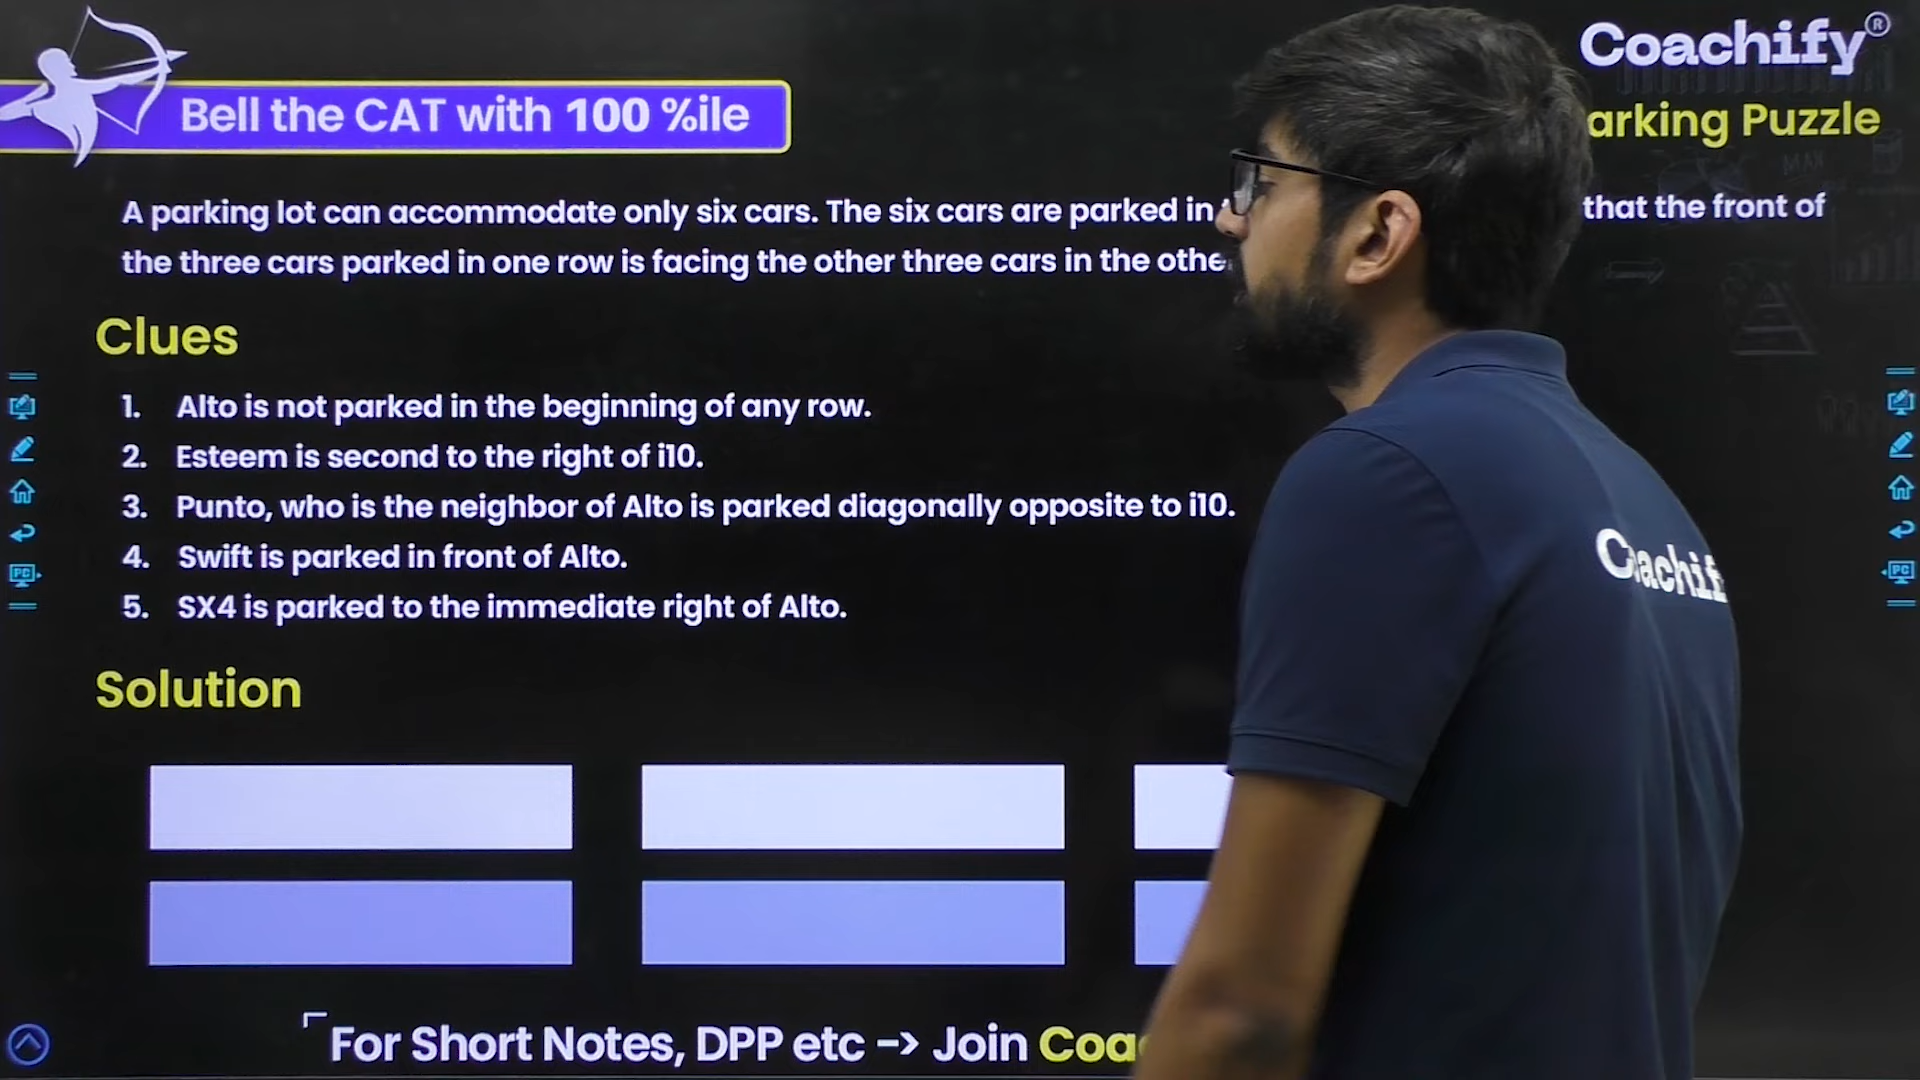 Coachify®
Bell the CAT with 100 %ile
arking Puzzle
A parking lot can accommodate only six cars. The six cars are parked in that the front of
the three cars parked in one row is facing the other three cars in the othe
Clues
1. Alto is not parked in the beginning of any row.
2. Esteem is second to the right of i10.
3. Punto, who is the neighbor of Alto is parked diagonally opposite to i10.
4. Swift is parked in front of Alto.
5. SX4 is parked to the immediate right of Alto.
Coachif
PC
PC
Solution
For Short Notes, DPP etc -> Join Coa